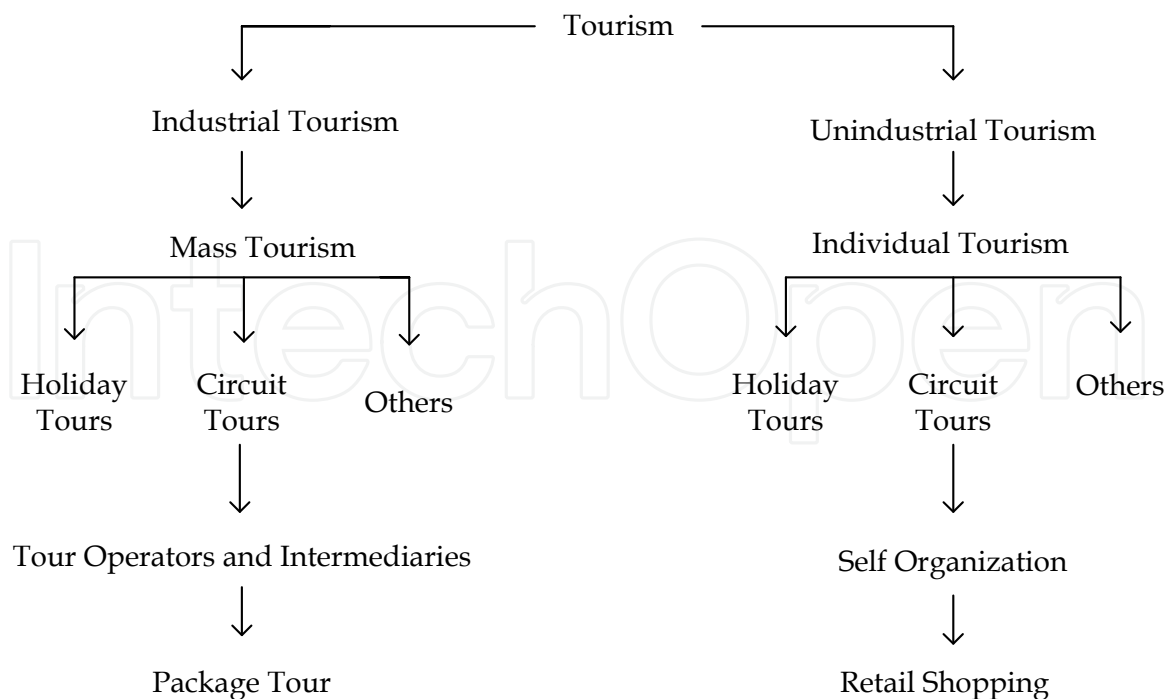 Tourism
Industrial Tourism
Unindustrial Tourism
Mass Tourism
Individual Tourism
Holiday
Tours
Circuit
Tours
Others
Holiday
Tours
Circuit
Tours
Others
Tour Operators and Intermediaries
Self Organization
Package Tour
Retail Shopping
IntechOpen